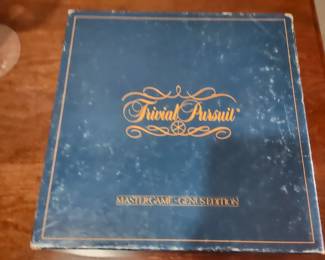 Trivial Pursuit
MASTER GAME - GENUS EDITION